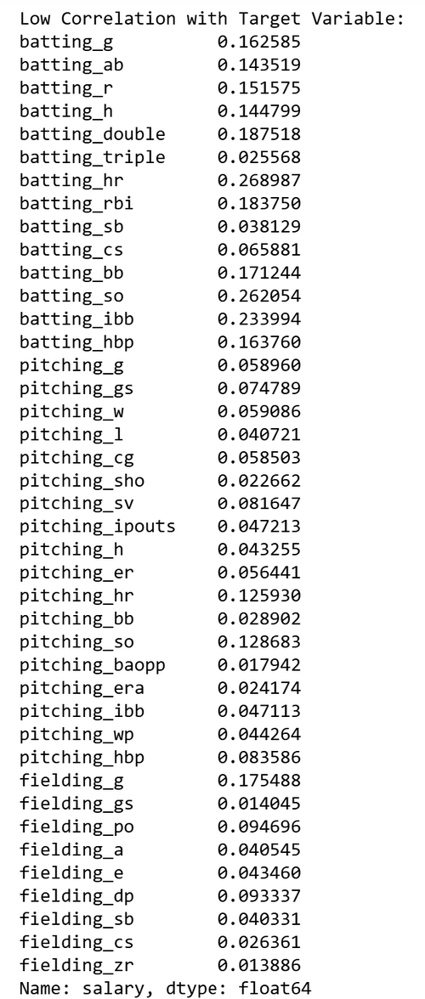 Low Correlation with Target Variable:
batting_g 0.162585
batting_ab 0.143519
batting_r 0.151575
batting_h 0.144799
batting_double 0.187518
batting_triple 0.025568
batting_hr 0.268987
batting_rbi 0.183750
batting_sb 0.038129
batting_cs 0.065881
batting_bb 0.171244
batting_so 0.262054
batting_ibb 0.233994
batting_hbp 0.163760
pitching_g 0.058960
pitching_gs 0.074789
pitching_w 0.059086
pitching_l 0.040721
pitching_cg 0.058503
pitching_sho 0.022662
pitching_sv 0.081647
pitching_ipouts 0.047213
pitching_h 0.043255
pitching_er 0.056441
pitching_hr 0.125930
pitching_bb 0.028902
pitching_so 0.128683
pitching_baopp 0.017942
pitching_era 0.024174
pitching_ibb 0.047113
pitching_wp 0.044264
pitching_hbp 0.083586
fielding_g 0.175488
fielding_gs 0.014045
fielding_po 0.094696
fielding_a 0.040545
fielding_e 0.043460
fielding_dp 0.093337
fielding_sb 0.040331
fielding_cs 0.026361
fielding_zr 0.013886
Name: salary, dtype: float64